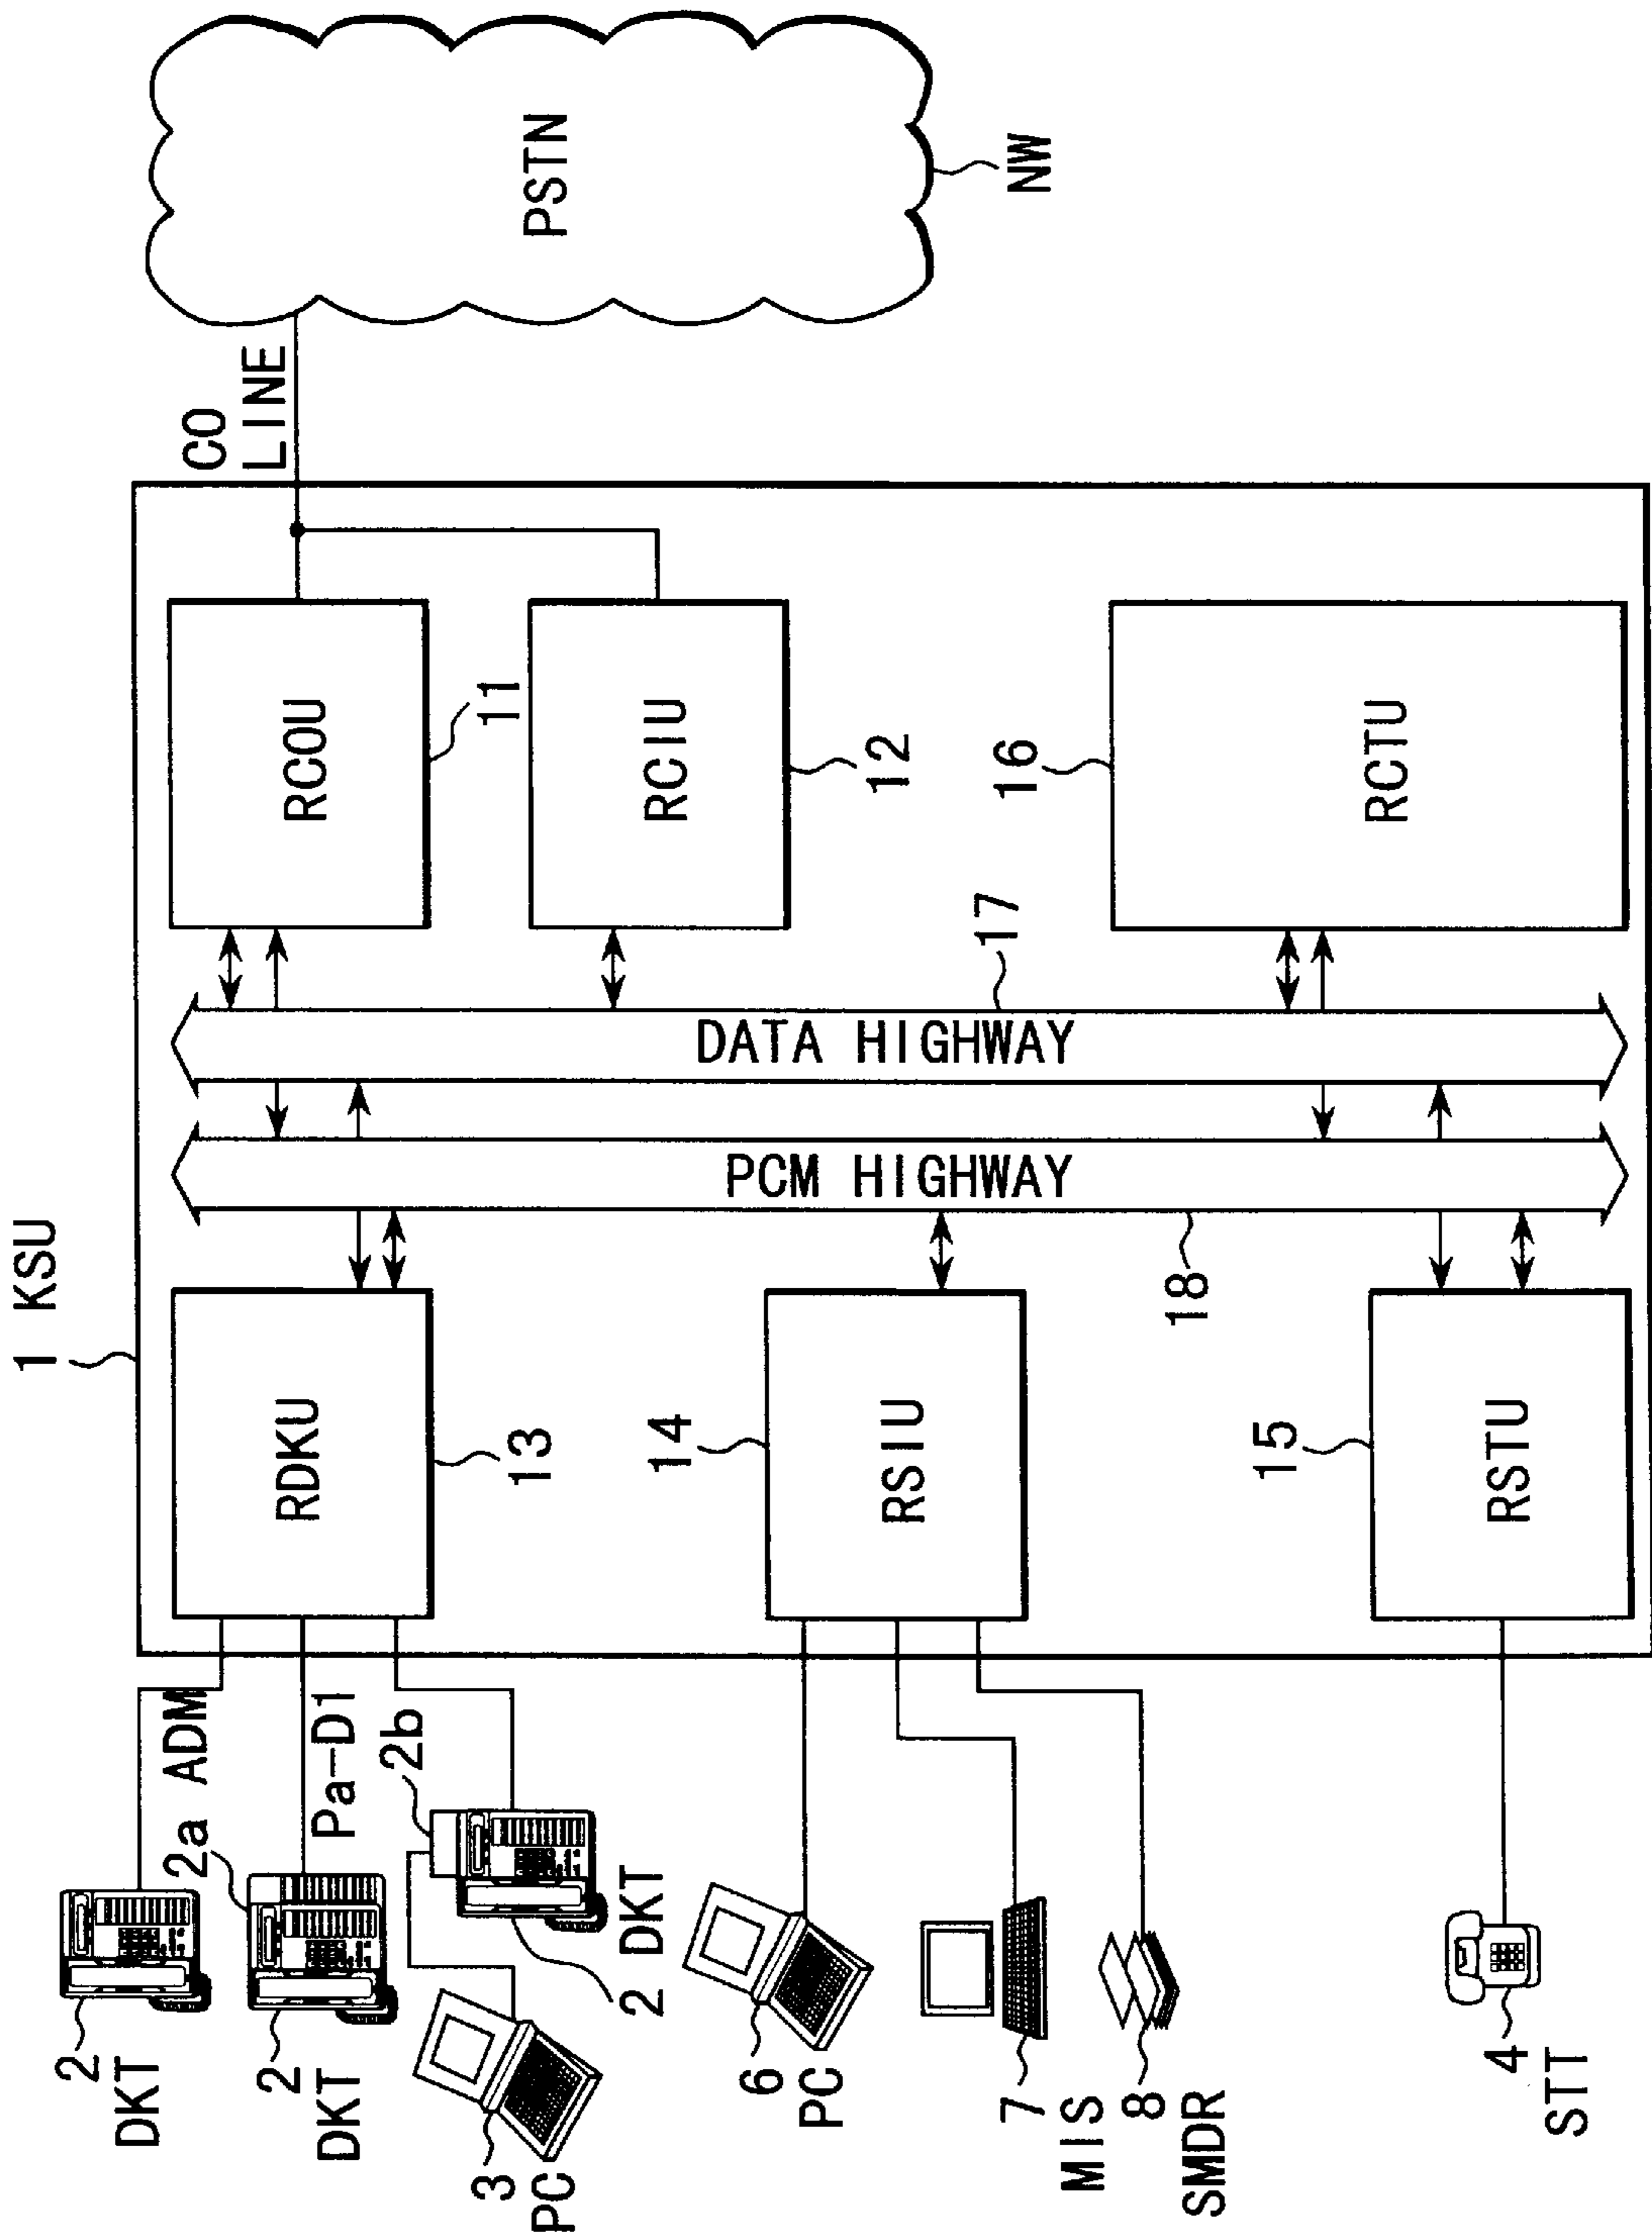 1 KSU
2
DKT
2a ADM
2
DKT
Pa-D1
2b
3
PC
2
DKT
RDKU
13
6
PC
7
MIS
8
SMDR
14
RSIU
4
STT
15
RSTU
PCM HIGHWAY
18
DATA HIGHWAY
17
RCOU
11
RCIU
12
16
RCTU
CO
LINE
PSTN
NW